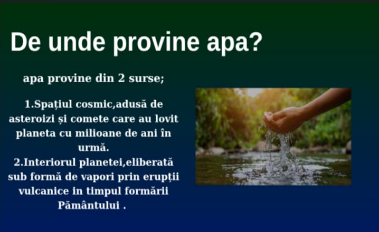 De unde provine apa?
apa provine din 2 surse;
1.Spațiul cosmic,adusă de
asteroizi și comete care au lovit
planeta cu milioane de ani în
urmă.
2.Interiorul planetei,eliberată
sub formă de vapori prin erupții
vulcanice in timpul formării
Pământului .